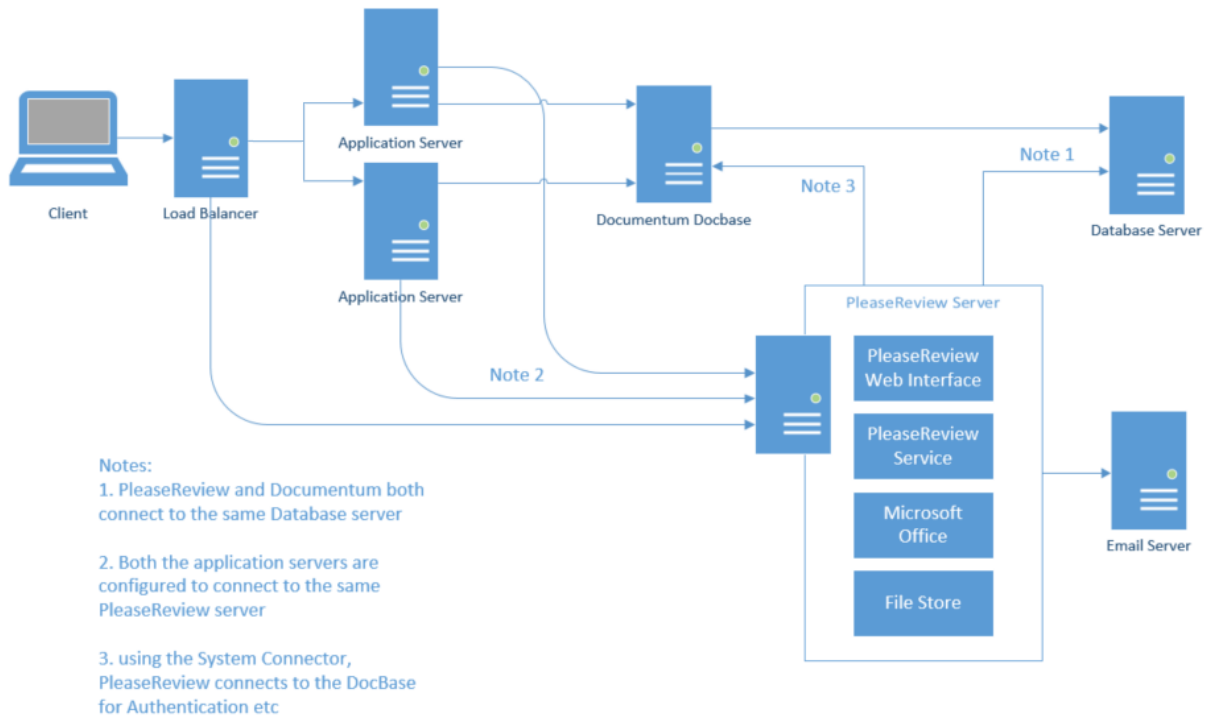 Application Server
Client
Load Balancer
Application Server
Documentum Docbase
Note 1
Note 3
Database Server
PleaseReview Server
PleaseReview
Web Interface
PleaseReview
Service
Microsoft
Office
File Store
Note 2
Email Server
Notes:
1. PleaseReview and Documentum both
connect to the same Database server
2. Both the application servers are
configured to connect to the same
PleaseReview server
3. using the System Connector,
PleaseReview connects to the DocBase
for Authentication etc